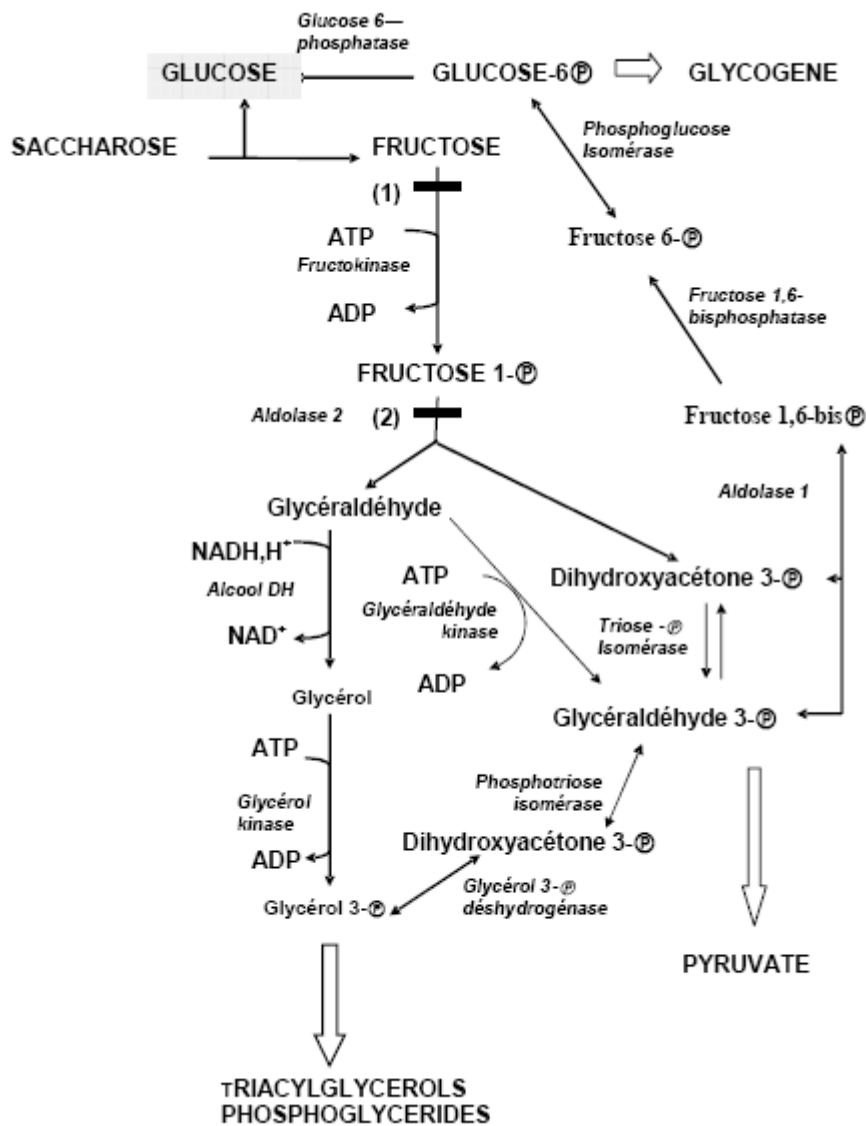 Glucose 6—
phosphatase
GLUCOSE
GLUCOSE-6Ⓟ
GLYCOGENE
Phosphoglucose
Isomérase
SACCHAROSE
FRUCTOSE
(1)
ATP
Fructokinase
ADP
Fructose 6-Ⓟ
Fructose 1,6-
bisphosphatase
FRUCTOSE 1-Ⓟ
Aldolase 2
(2)
Fructose 1,6-bisⓅ
Aldolase 1
Glycéraldéhyde
NADH,H⁺
Alcool DH
NAD⁺
ATP
Glycéraldéhyde
kinase
ADP
Dihydroxyacétone 3-Ⓟ
Triose -Ⓟ
Isomérase
Glycérol
Glycéraldéhyde 3-Ⓟ
ATP
Glycérol
kinase
ADP
Phosphotriose
isomérase
Dihydroxyacétone 3-Ⓟ
Glycérol 3-Ⓟ
Glycérol 3-Ⓟ
déshydrogénase
PYRUVATE
TRIACYLGLYCEROLS
PHOSPHOGLYCERIDES